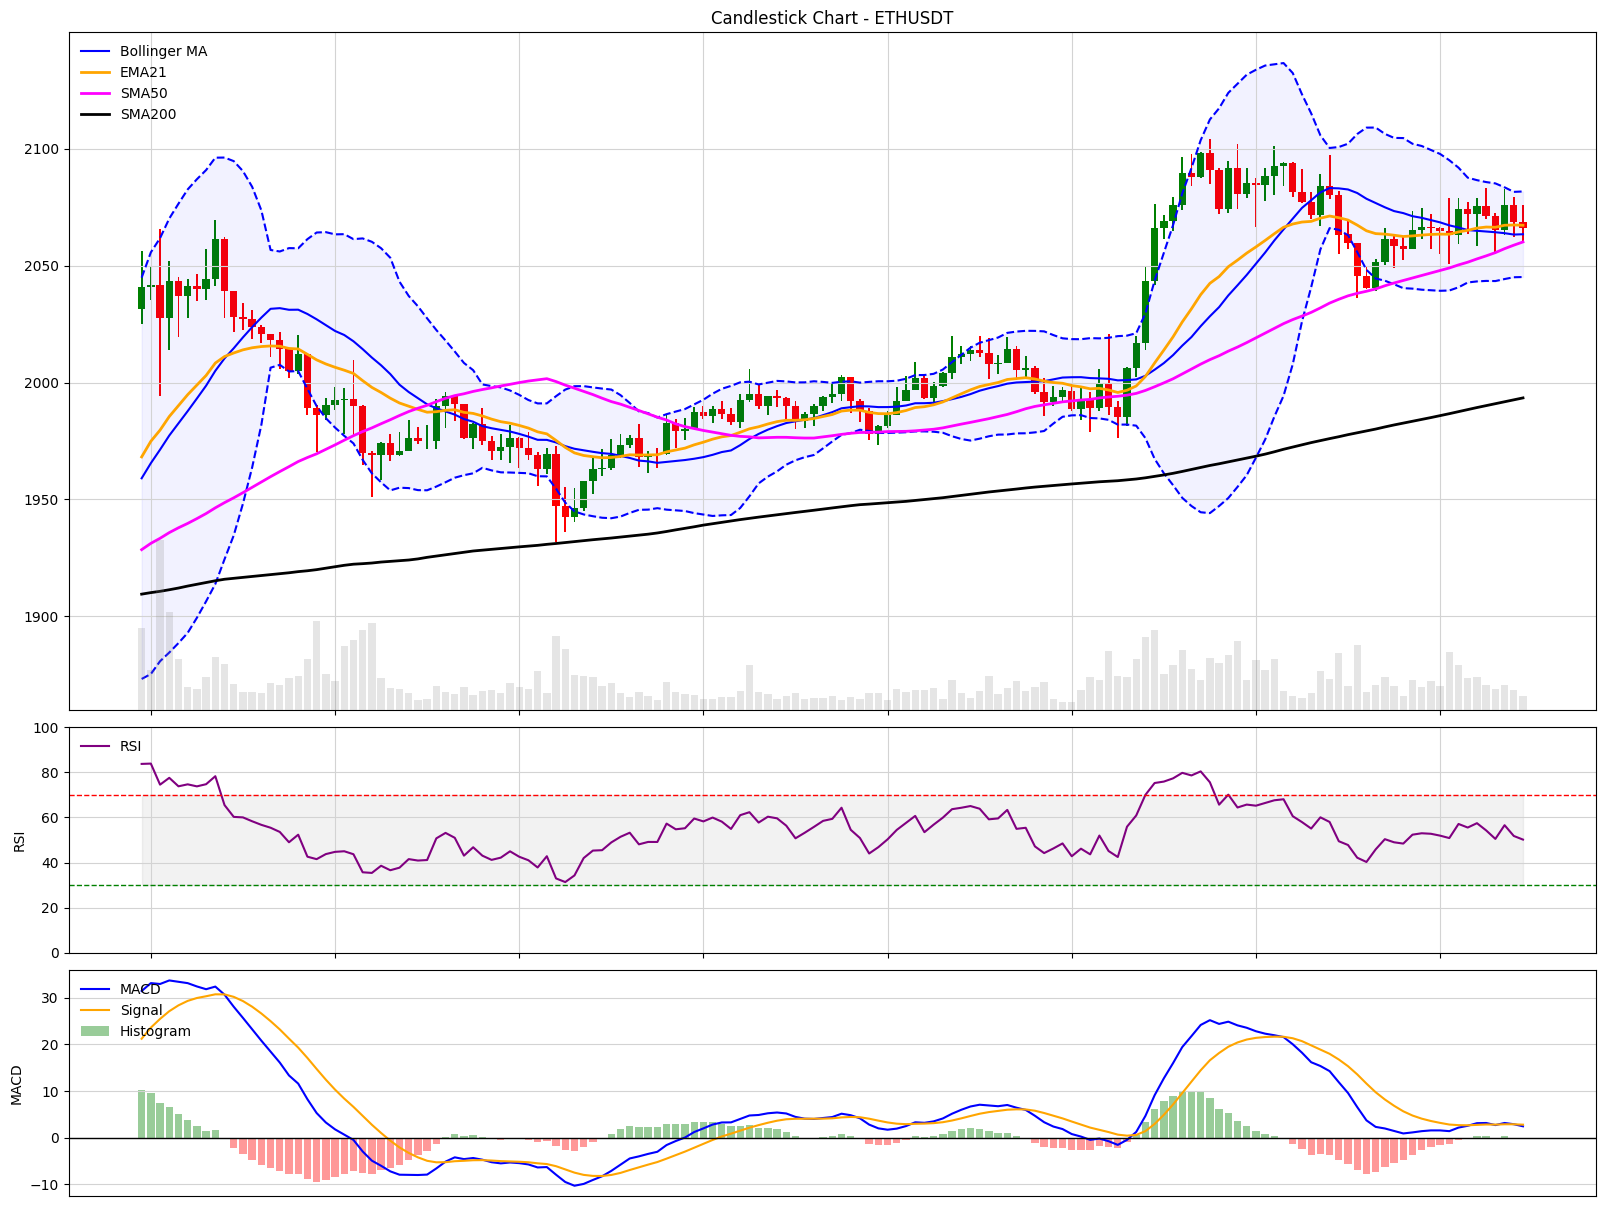 Candlestick Chart - ETHUSDT
Bollinger MA
EMA21
SMA50
SMA200
2100
2050
2000
1950
1900
RSI
100
80
60
40
20
0
RSI
MACD
Signal
Histogram
30
20
10
0
−10
MACD